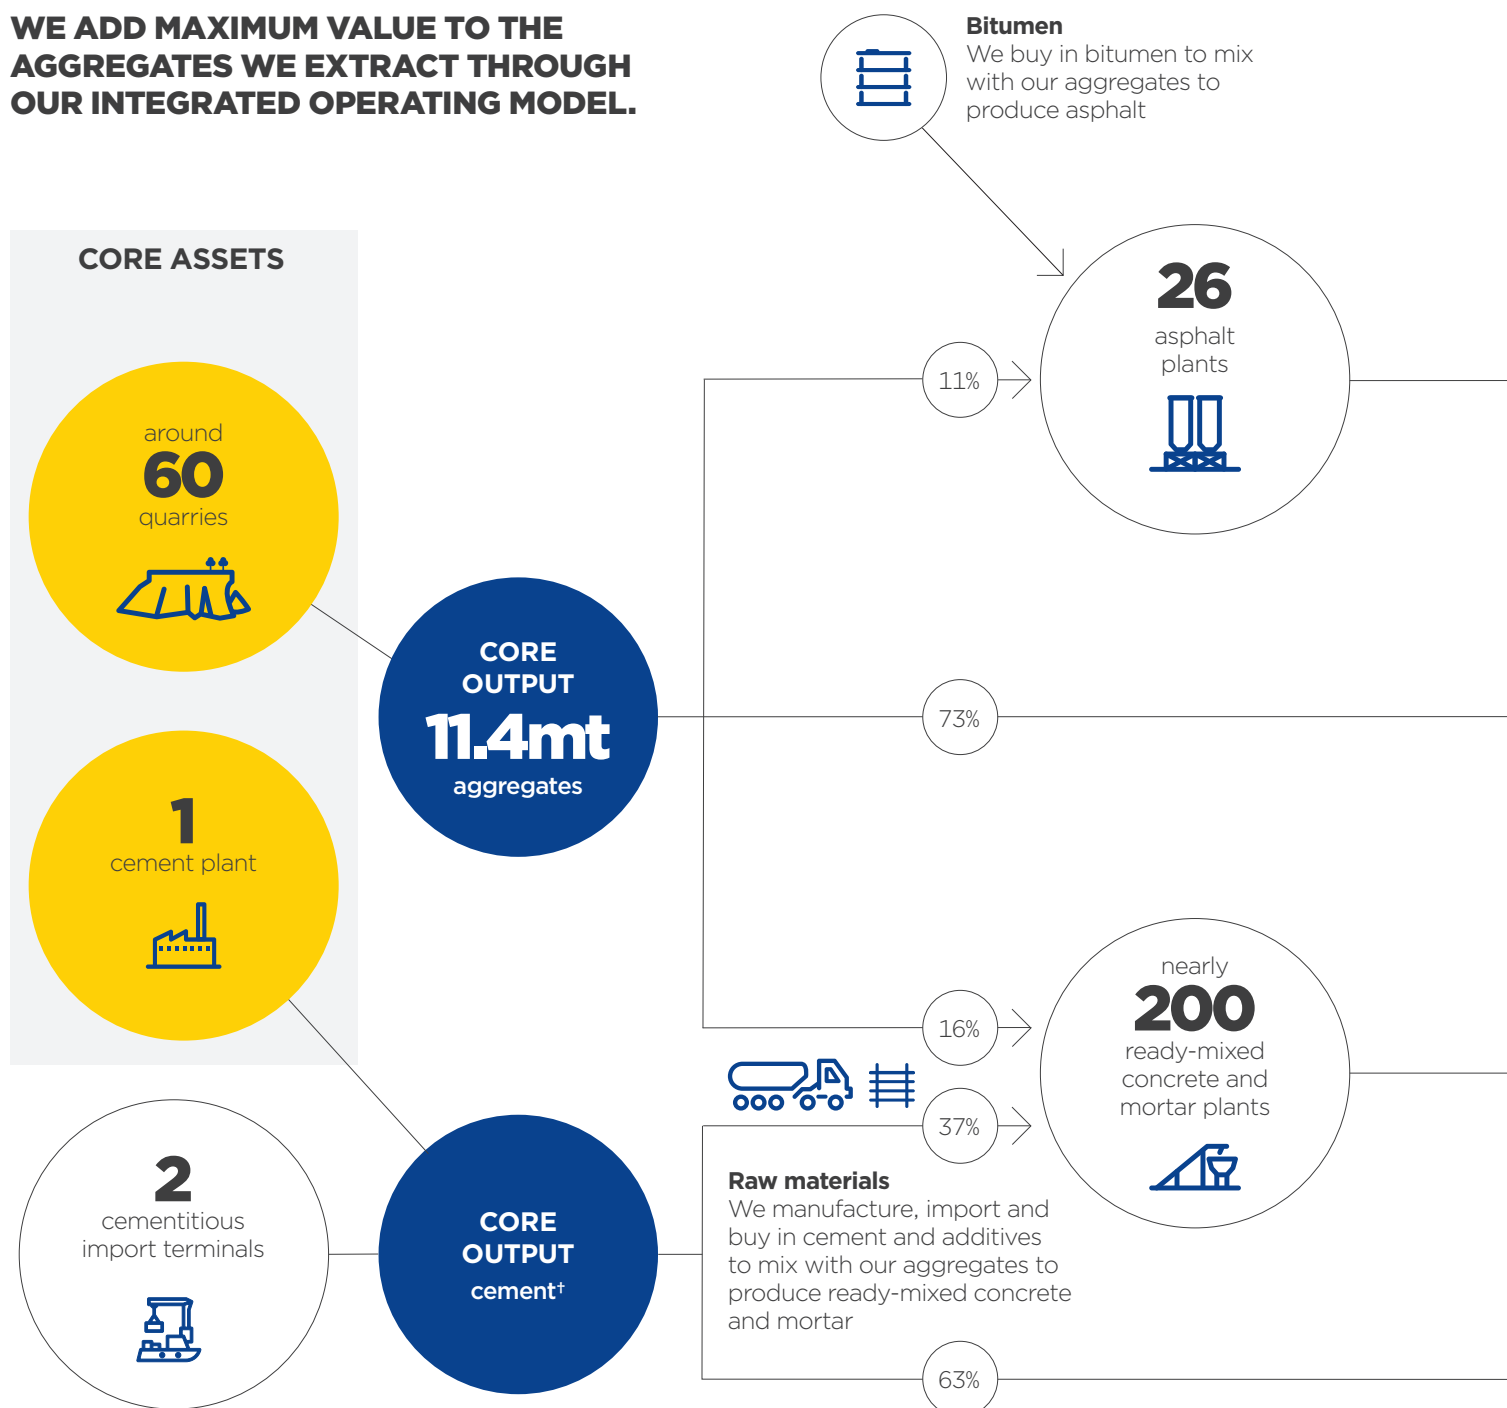 WE ADD MAXIMUM VALUE TO THE
AGGREGATES WE EXTRACT THROUGH
OUR INTEGRATED OPERATING MODEL.
Bitumen
We buy in bitumen to mix
with our aggregates to
produce asphalt
CORE ASSETS
around
60
quarries
1
cement plant
2
cementitious
import terminals
CORE
OUTPUT
11.4mt
aggregates
CORE
OUTPUT
cement†
11%
73%
16%
37%
Raw materials
We manufacture, import and
buy in cement and additives
to mix with our aggregates to
produce ready-mixed concrete
and mortar
63%
26
asphalt
plants
nearly
200
ready-mixed
concrete and
mortar plants